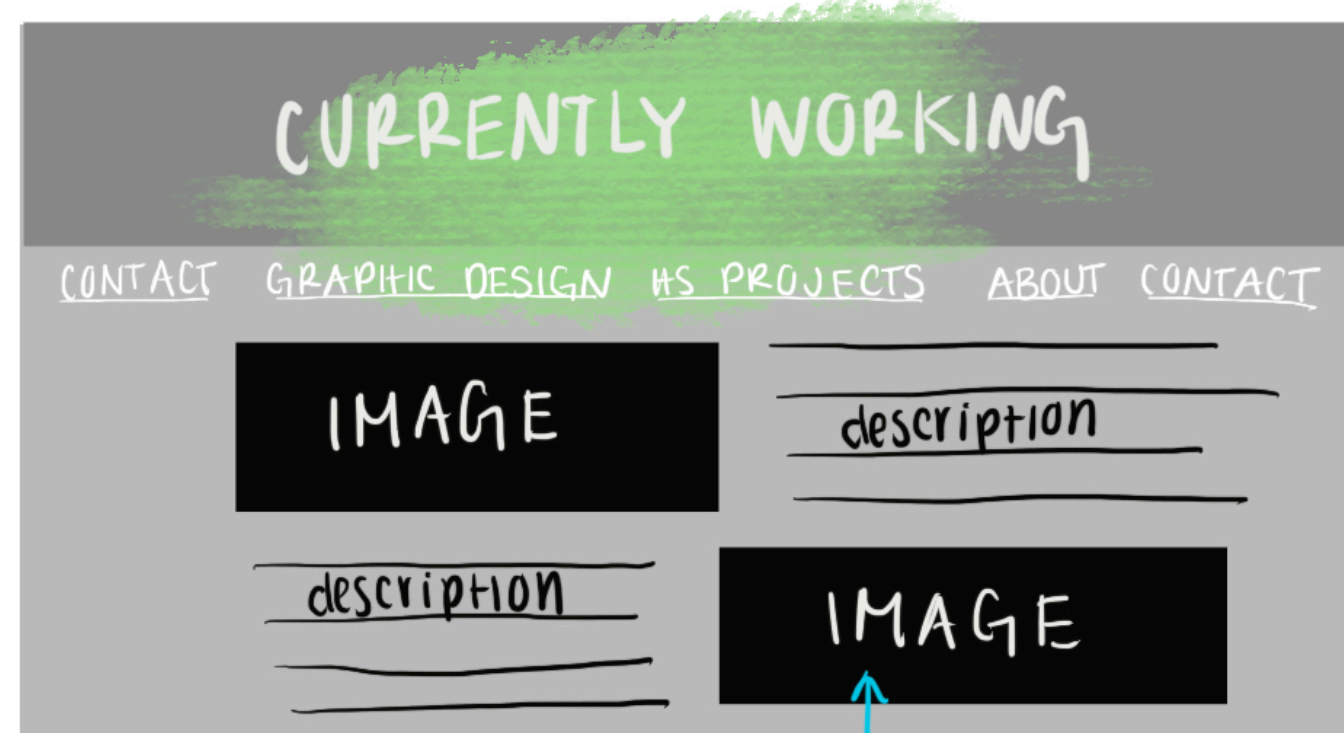 CURRENTLY WORKING
CONTACT GRAPHIC DESIGN HS PROJECTS ABOUT CONTACT
IMAGE
description
description
IMAGE